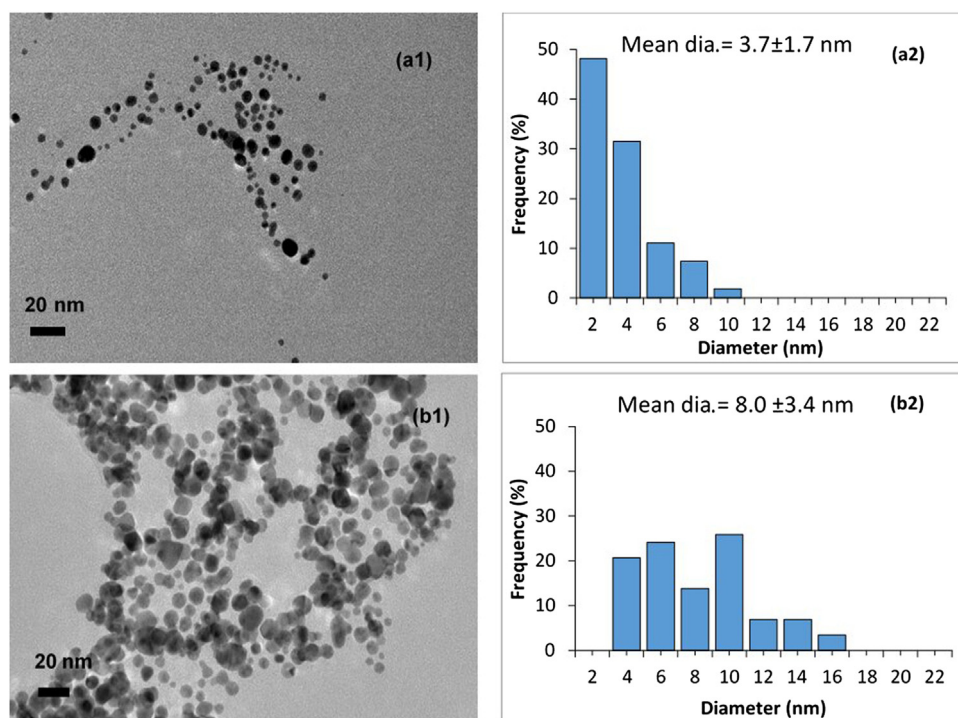 (a1)
20 nm
Mean dia.= 3.7±1.7 nm
(a2)
Frequency (%)
50
40
30
20
10
0
2 4 6 8 10 12 14 16 18 20 22
Diameter (nm)
(b1)
20 nm
Mean dia.= 8.0 ±3.4 nm
(b2)
Frequency (%)
50
40
30
20
10
0
2 4 6 8 10 12 14 16 18 20 22
Diameter (nm)